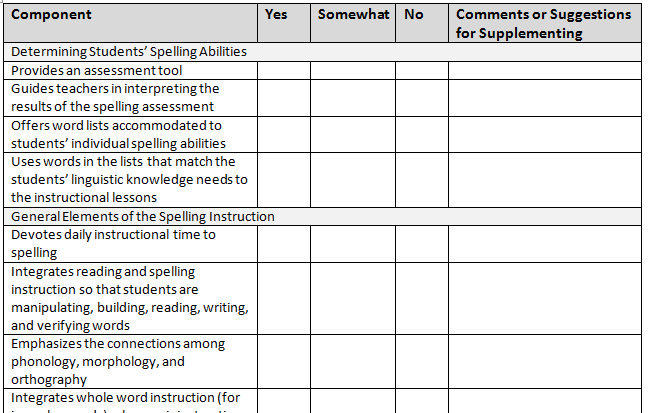 Component Yes Somewhat No Comments or Suggestions
for Supplementing
Determining Students' Spelling Abilities
Provides an assessment tool
Guides teachers in interpreting the
results of the spelling assessment
Offers word lists accommodated to
students' individual spelling abilities
Uses words in the lists that match the
students' linguistic knowledge needs to
the instructional lessons
General Elements of the Spelling Instruction
Devotes daily instructional time to
spelling
Integrates reading and spelling
instruction so that students are
manipulating, building, reading, writing,
and verifying words
Emphasizes the connections among
phonology, morphology, and
orthography
Integrates whole word instruction (for